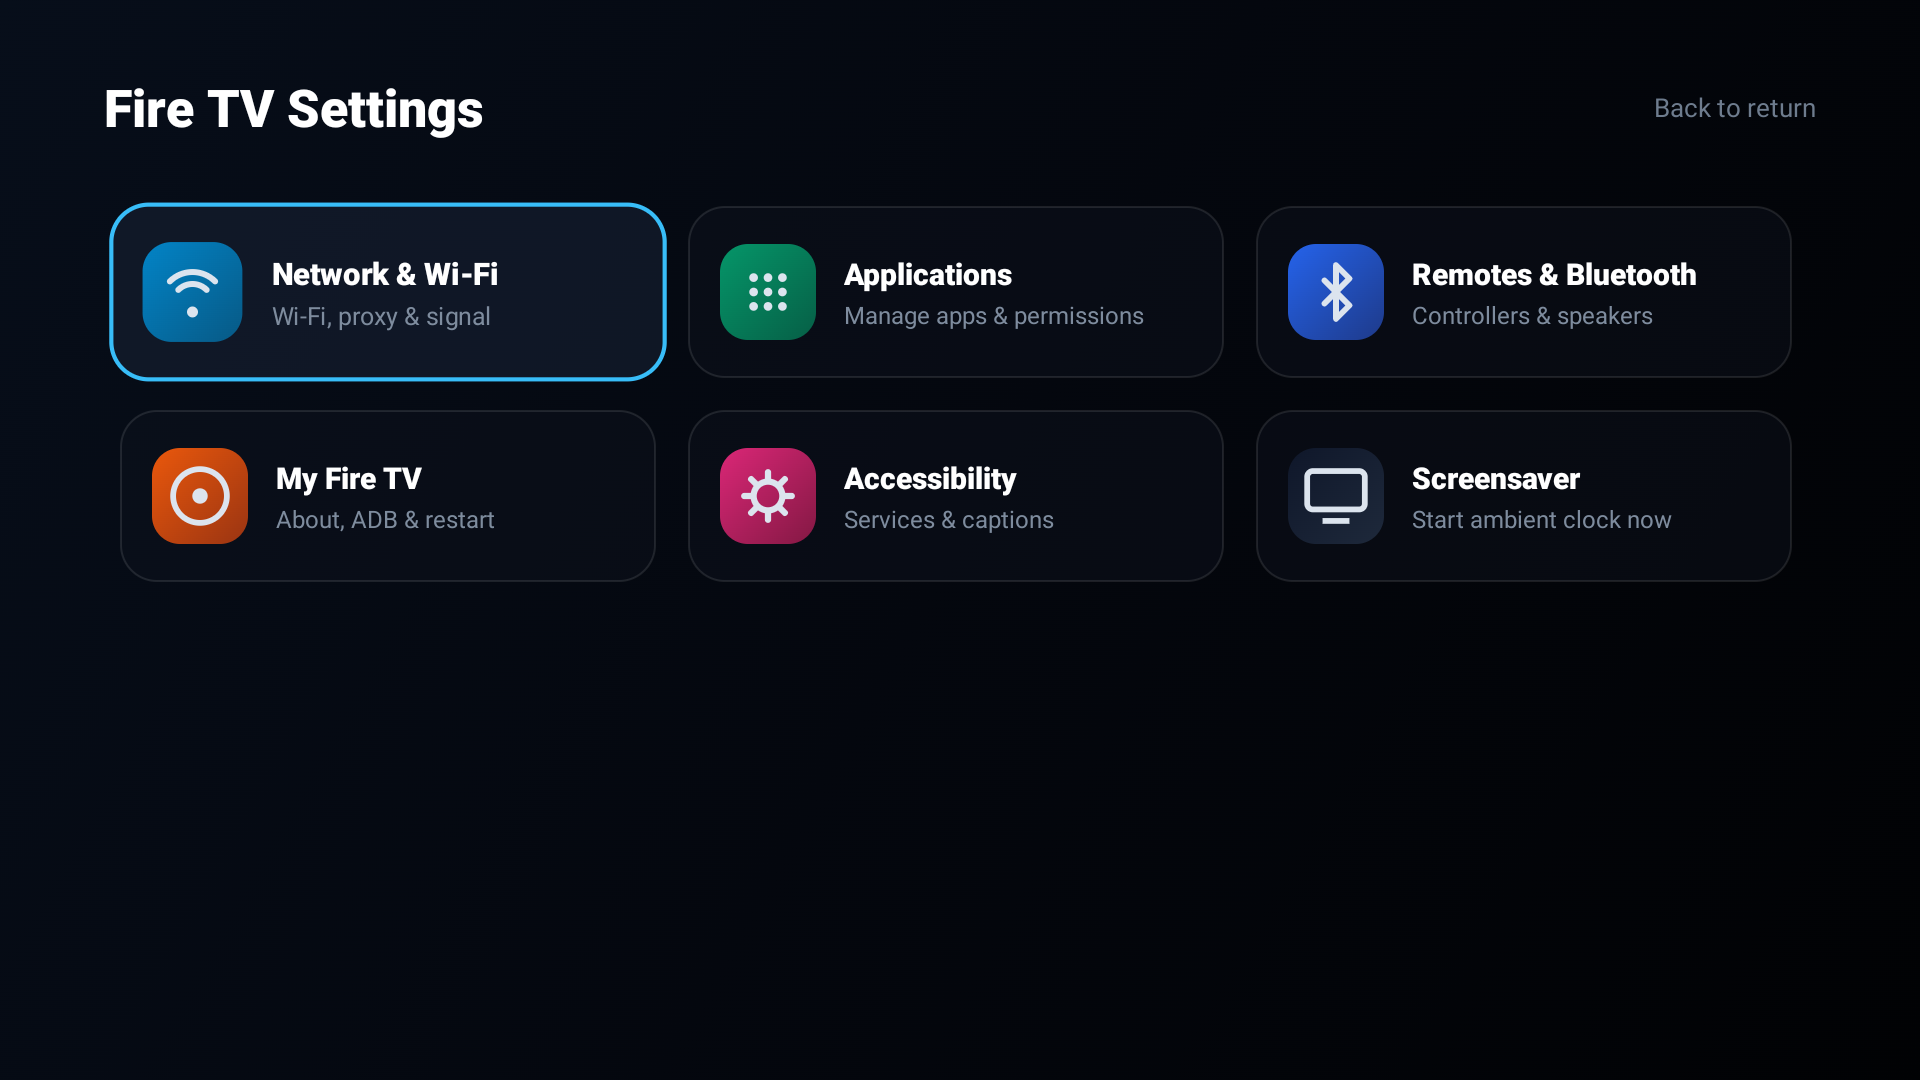 Fire TV Settings
Back to return
Network & Wi-Fi
Wi-Fi, proxy & signal
Applications
Manage apps & permissions
Remotes & Bluetooth
Controllers & speakers
My Fire TV
About, ADB & restart
Accessibility
Services & captions
Screensaver
Start ambient clock now